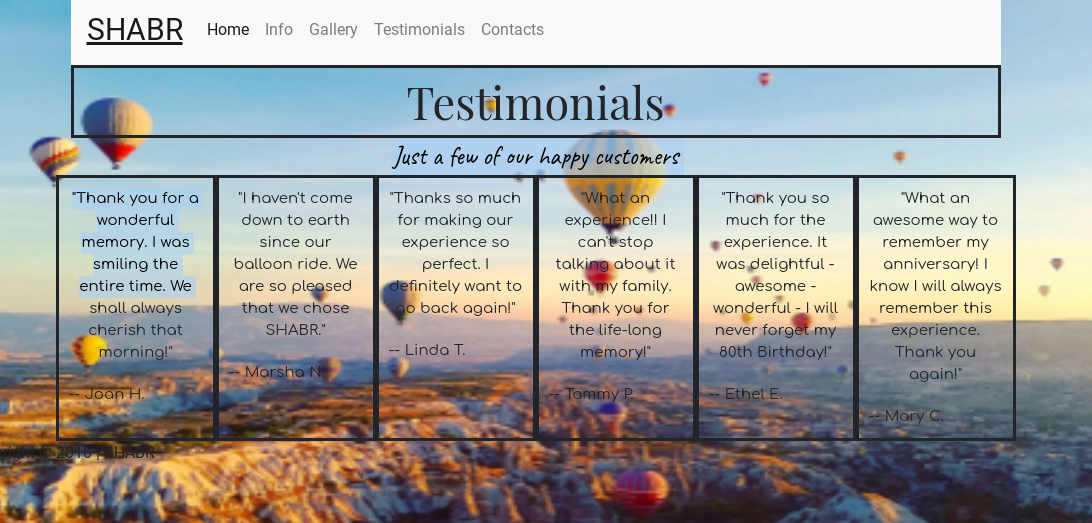 SHABR Home Info Gallery Testimonials Contacts
Testimonials
Just a few of our happy customers
"Thank you for a
wonderful
memory. I was
smiling the
entire time. We
shall always
cherish that
morning!"
-- Joan H.
"I haven't come
down to earth
since our
balloon ride. We
are so pleased
that we chose
SHABR."
-- Marsha N.
"Thanks so much
for making our
experience so
perfect. I
definitely want to
go back again!"
-- Linda T.
"What an
experience!! I
can't stop
talking about it
with my family.
Thank you for
the life-long
memory!"
-- Tommy P.
"Thank you so
much for the
experience. It
was delightful -
awesome -
wonderful - I will
never forget my
80th Birthday!"
-- Ethel E.
"What an
awesome way to
remember my
anniversary! I
know I will always
remember this
experience.
Thank you
again!"
-- Mary C.
© 2018 | SHABR